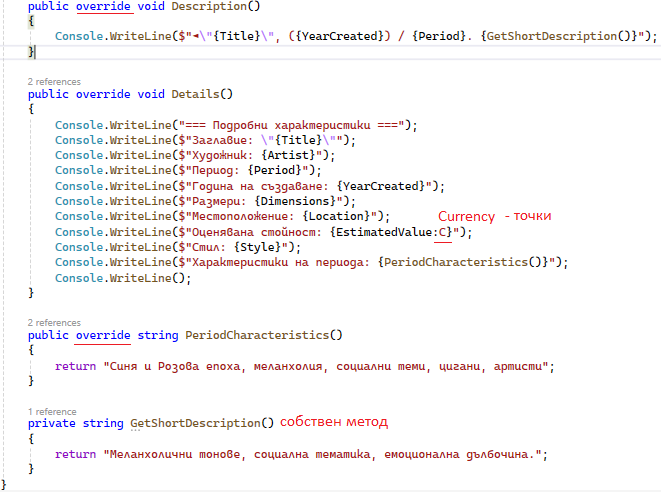 public override void Description()
{
Console.WriteLine($"◄\"{Title}\", ({YearCreated}) / {Period}. {GetShortDescription()}");
}
2 references
public override void Details()
{
Console.WriteLine("=== Подробни характеристики ===");
Console.WriteLine($"Заглавие: \"{Title}\"");
Console.WriteLine($"Художник: {Artist}");
Console.WriteLine($"Период: {Period}");
Console.WriteLine($"Година на създаване: {YearCreated}");
Console.WriteLine($"Размери: {Dimensions}");
Console.WriteLine($"Местоположение: {Location}"); Currency - точки
Console.WriteLine($"Оценявана стойност: {EstimatedValue:C}");
Console.WriteLine($"Стил: {Style}");
Console.WriteLine($"Характеристики на периода: {PeriodCharacteristics()}");
Console.WriteLine();
}
2 references
public override string PeriodCharacteristics()
{
return "Синя и Розова епоха, меланхолия, социални теми, цигани, артисти";
}
1 reference
private string GetShortDescription() собствен метод
{
return "Меланхолични тонове, социална тематика, емоционална дълбочина.";
}
}